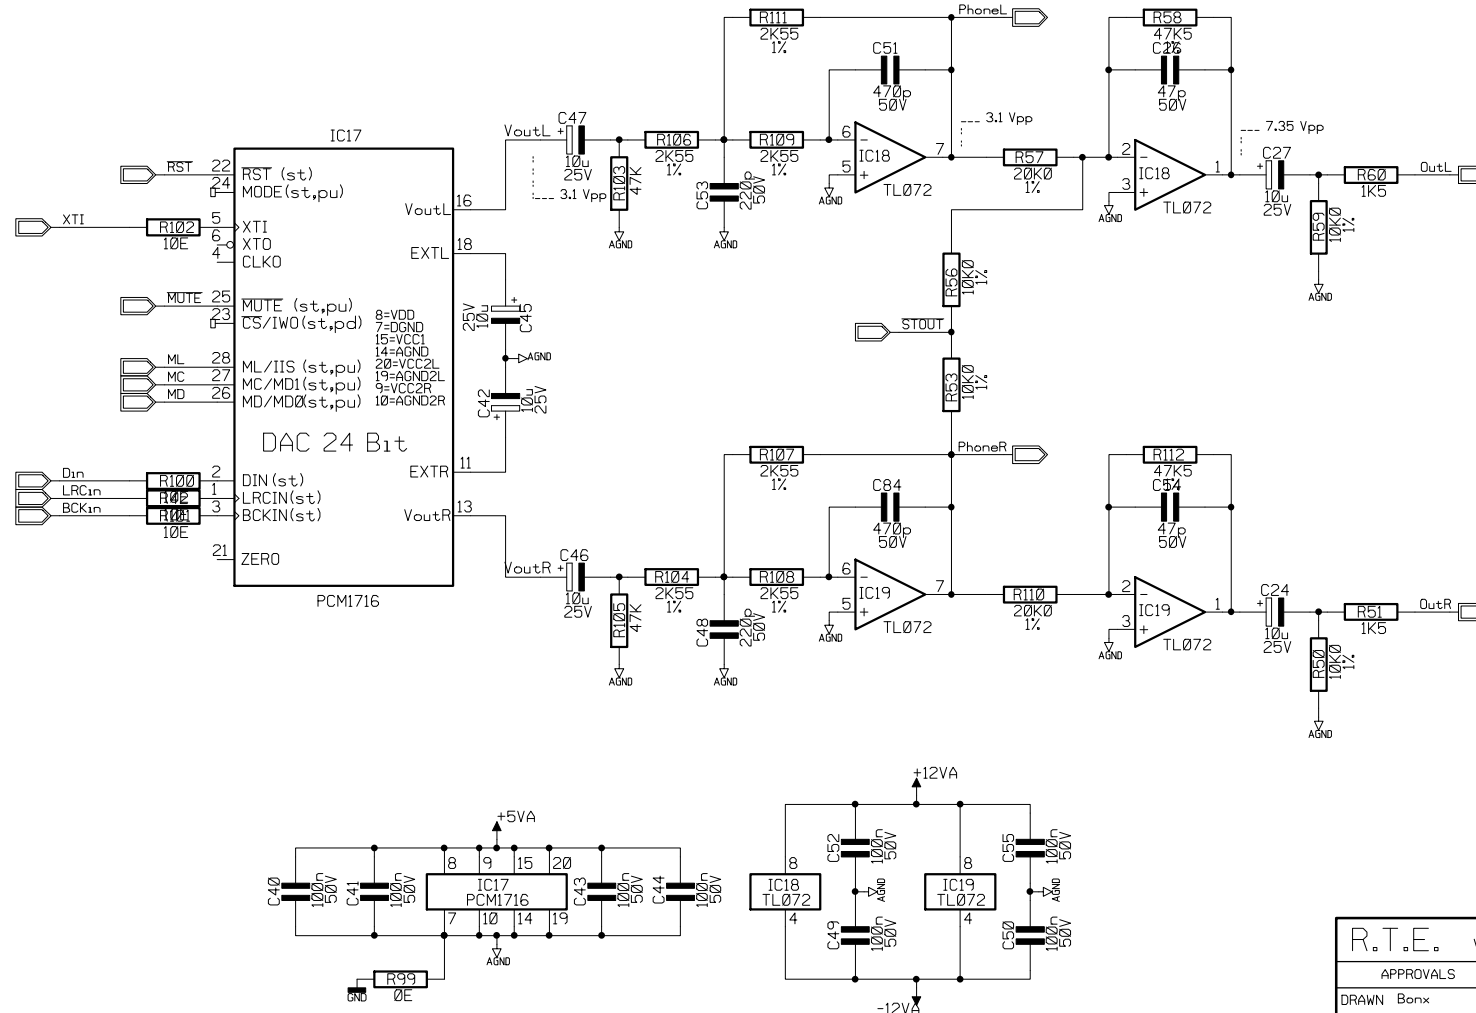 R111
2K55
1%
PhoneL
R58
47K5
C26
47p
50V
C51
470p
50V
3.1 Vpp
7.35 Vpp
IC17
VoutL
C47
10u
25V
R106
2K55
1%
R109
2K55
1%
6
5
7
IC18
TL072
R57
20K0
1%
2
3
1
IC18
TL072
C27
10u
25V
R60
1K5
OutL
RST
22
RST (st)
24
MODE(st,pu)
3.1 Vpp
R103
47K
C53
220p
50V
AGND
AGND
AGND
AGND
R59
10K0
1%
AGND
XTI
R102
10E
5
XTI
6
XTO
4
CLKO
VoutL
16
EXTL
18
R56
10K0
1%
MUTE
25
MUTE (st,pu)
23
CS/IWO(st,pd)
25V
10u
C45
8=VDD
7=DGND
15=VCC1
14=AGND
20=VCC2L
19=AGND2L
9=VCC2R
10=AGND2R
AGND
STOUT
ML
28
ML/IIS (st,pu)
MC
27
MC/MD1(st,pu)
MD
26
MD/MD0(st,pu)
C42
10u
25V
R53
10K0
1%
DAC 24 Bit
EXTR
11
R107
2K55
1%
PhoneR
R112
47K5
C54
47p
50V
Din
R100
2
DIN(st)
LRCin
1
LRCIN(st)
BCKin
R101
10E
3
BCKIN(st)
VoutR
13
C84
470p
50V
21
ZERO
PCM1716
VoutR
C46
10u
25V
R104
2K55
1%
R108
2K55
1%
6
5
7
IC19
TL072
R110
20K0
1%
2
3
1
IC19
TL072
C24
10u
25V
R51
1K5
OutR
R105
47K
C48
220p
50V
AGND
AGND
AGND
AGND
R50
10K0
1%
AGND
+5VA
C40
100n
50V
C41
100n
50V
8
9
15
20
IC17
PCM1716
7
10
14
19
C43
100n
50V
C44
100n
50V
AGND
R99
0E
GND
+12VA
8
IC18
TL072
4
C52
100n
50V
AGND
C49
100n
50V
8
IC19
TL072
4
C55
100n
50V
AGND
C50
100n
50V
-12VA
R.T.E.
APPROVALS
DRAWN Bonx